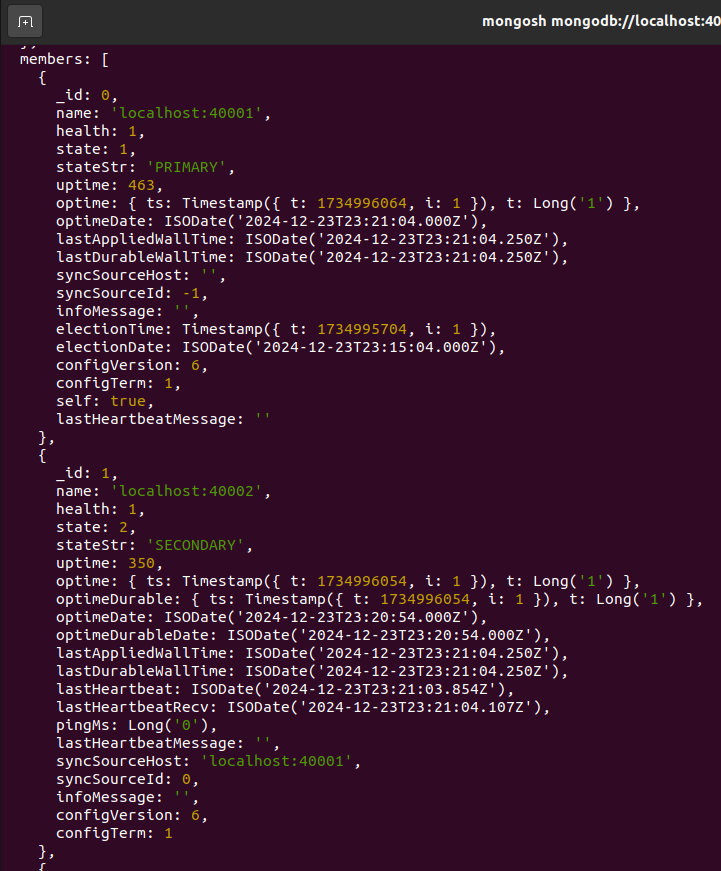 mongosh mongodb://localhost:40
members: [
{
_id: 0,
name: 'localhost:40001',
health: 1,
state: 1,
stateStr: 'PRIMARY',
uptime: 463,
optime: { ts: Timestamp({ t: 1734996064, i: 1 }), t: Long('1') },
optimeDate: ISODate('2024-12-23T23:21:04.000Z'),
lastAppliedWallTime: ISODate('2024-12-23T23:21:04.250Z'),
lastDurableWallTime: ISODate('2024-12-23T23:21:04.250Z'),
syncSourceHost: '',
syncSourceId: -1,
infoMessage: '',
electionTime: Timestamp({ t: 1734995704, i: 1 }),
electionDate: ISODate('2024-12-23T23:15:04.000Z'),
configVersion: 6,
configTerm: 1,
self: true,
lastHeartbeatMessage: ''
},
{
_id: 1,
name: 'localhost:40002',
health: 1,
state: 2,
stateStr: 'SECONDARY',
uptime: 350,
optime: { ts: Timestamp({ t: 1734996054, i: 1 }), t: Long('1') },
optimeDurable: { ts: Timestamp({ t: 1734996054, i: 1 }), t: Long('1') },
optimeDate: ISODate('2024-12-23T23:20:54.000Z'),
optimeDurableDate: ISODate('2024-12-23T23:20:54.000Z'),
lastAppliedWallTime: ISODate('2024-12-23T23:21:04.250Z'),
lastDurableWallTime: ISODate('2024-12-23T23:21:04.250Z'),
lastHeartbeat: ISODate('2024-12-23T23:21:03.854Z'),
lastHeartbeatRecv: ISODate('2024-12-23T23:21:04.107Z'),
pingMs: Long('0'),
lastHeartbeatMessage: '',
syncSourceHost: 'localhost:40001',
syncSourceId: 0,
infoMessage: '',
configVersion: 6,
configTerm: 1
},
{